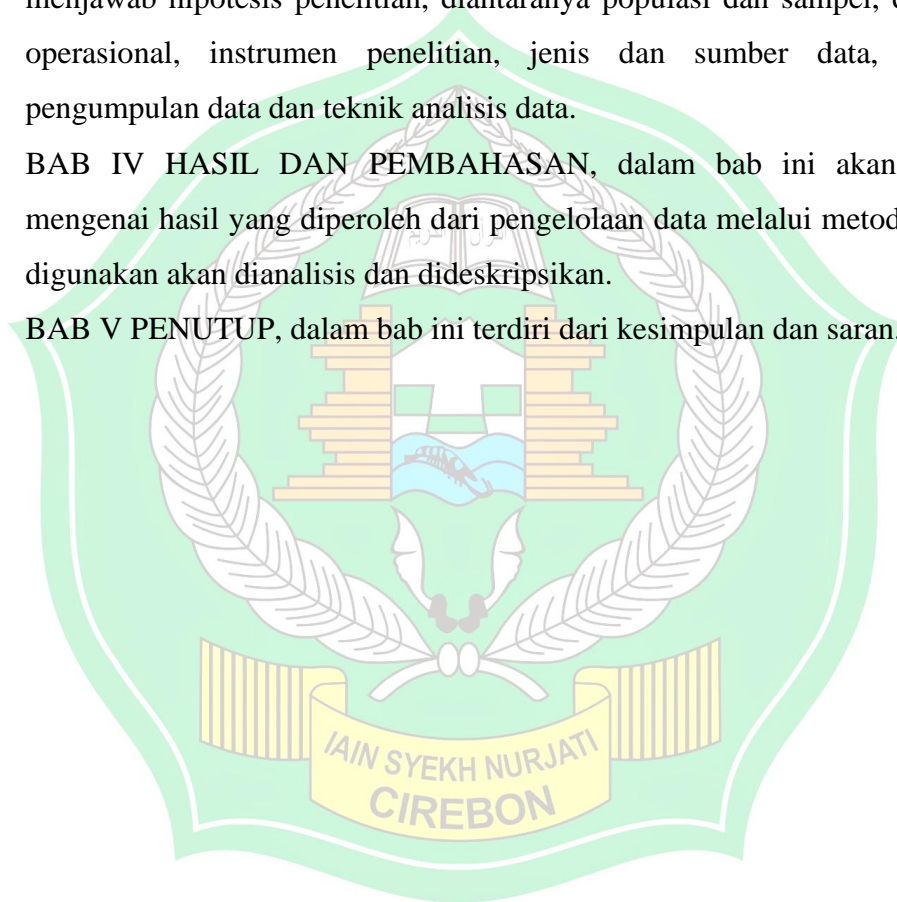 menjawab hipotesis penelitian, diantaranya populasi dan sampel,
operasional, instrumen penelitian, jenis dan sumber data,
pengumpulan data dan teknik analisis data.
BAB IV HASIL DAN PEMBAHASAN, dalam bab ini akan
mengenai hasil yang diperoleh dari pengelolaan data melalui metod
digunakan akan dianalisis dan dideskripsikan.
BAB V PENUTUP, dalam bab ini terdiri dari kesimpulan dan saran.
IAIN SYEKH NURJATI
CIREBON